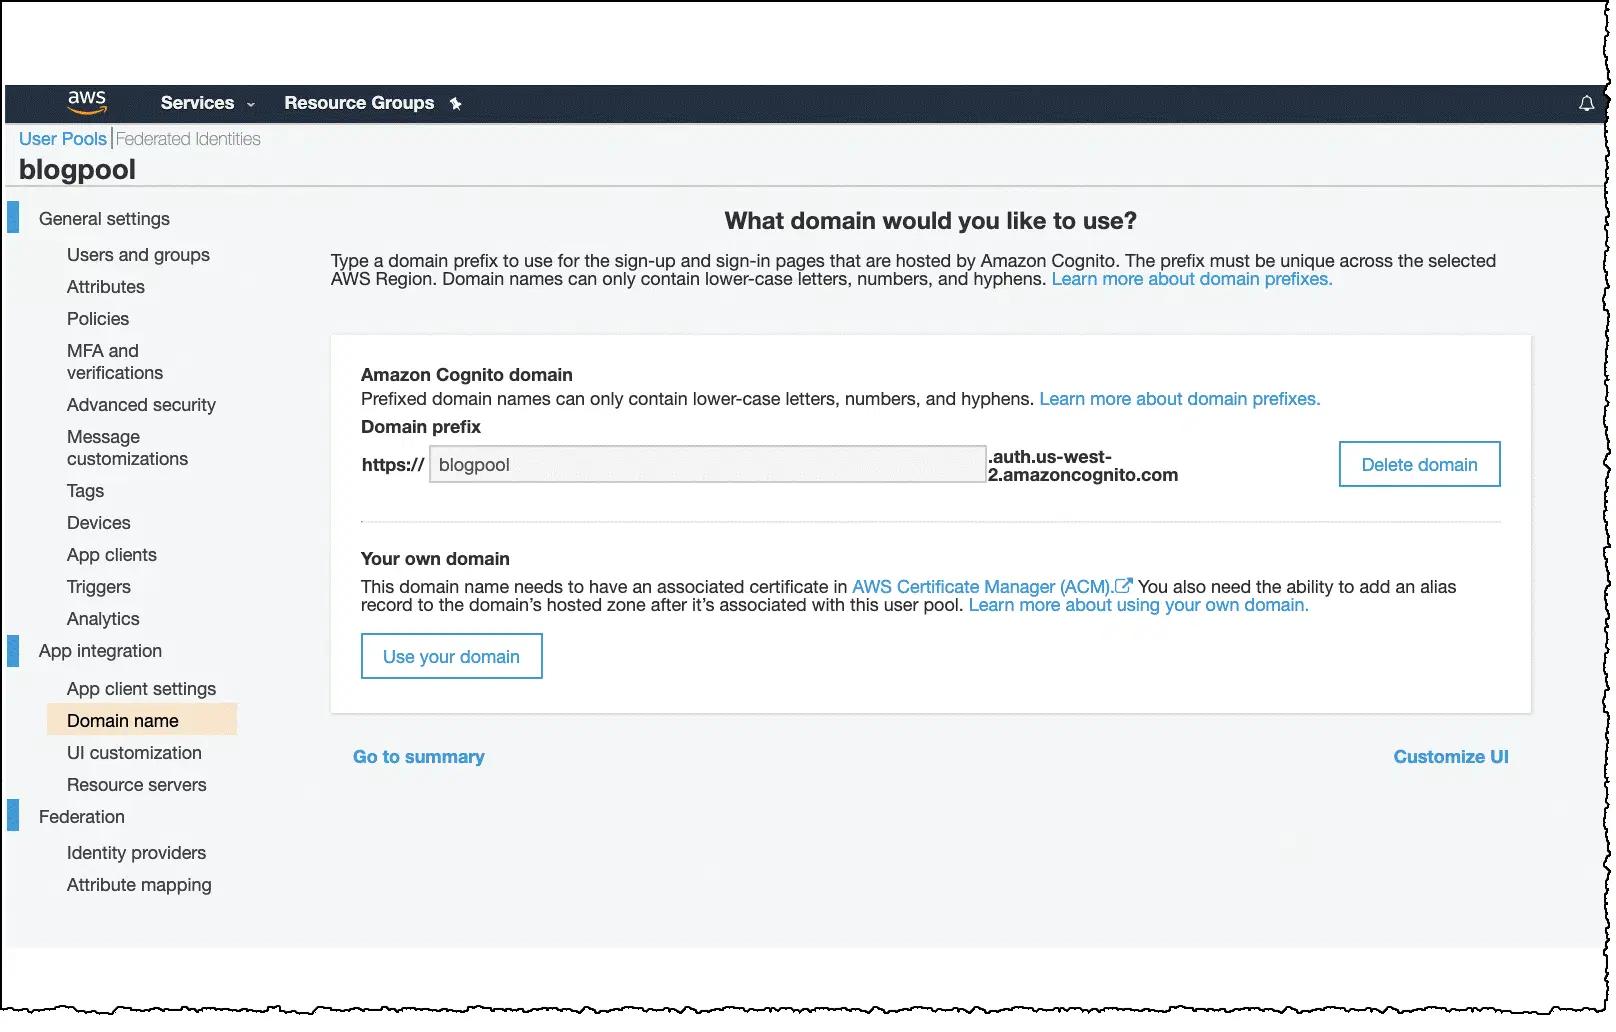 aws Services Resource Groups
User Pools Federated Identities
blogpool
General settings
Users and groups
Attributes
Policies
MFA and
verifications
Advanced security
Message
customizations
Tags
Devices
App clients
Triggers
Analytics
App integration
App client settings
Domain name
UI customization
Resource servers
Federation
Identity providers
Attribute mapping
What domain would you like to use?
Type a domain prefix to use for the sign-up and sign-in pages that are hosted by Amazon Cognito. The prefix must be unique across the selected
AWS Region. Domain names can only contain lower-case letters, numbers, and hyphens. Learn more about domain prefixes.
Amazon Cognito domain
Prefixed domain names can only contain lower-case letters, numbers, and hyphens. Learn more about domain prefixes.
Domain prefix
https:// blogpool .auth.us-west-
2.amazoncognito.com
Delete domain
Your own domain
This domain name needs to have an associated certificate in AWS Certificate Manager (ACM). You also need the ability to add an alias
record to the domain's hosted zone after it's associated with this user pool. Learn more about using your own domain.
Use your domain
Go to summary Customize UI